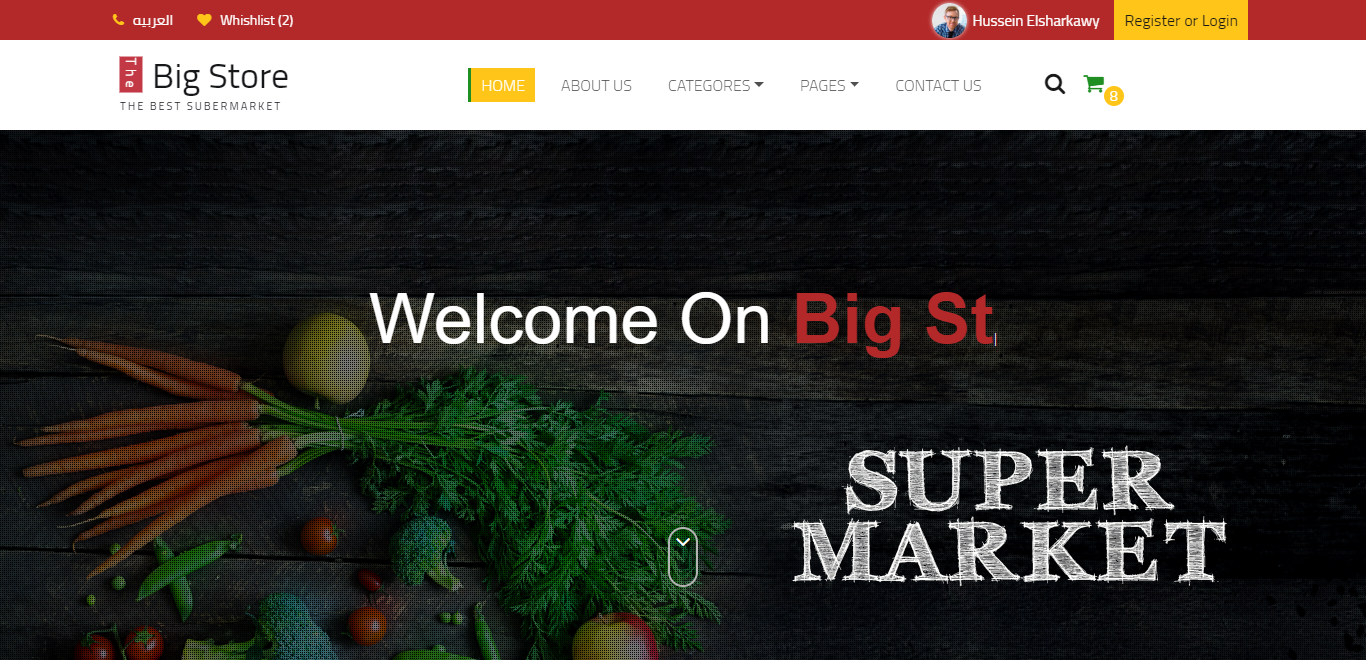 العربيه
Whishlist (2)
Hussein Elsharkawy
Register or Login
The
Big Store
THE BEST SUBERMARKET
HOME
ABOUT US
CATEGORES
PAGES
CONTACT US
8
Welcome On Big St
SUPER
MARKET